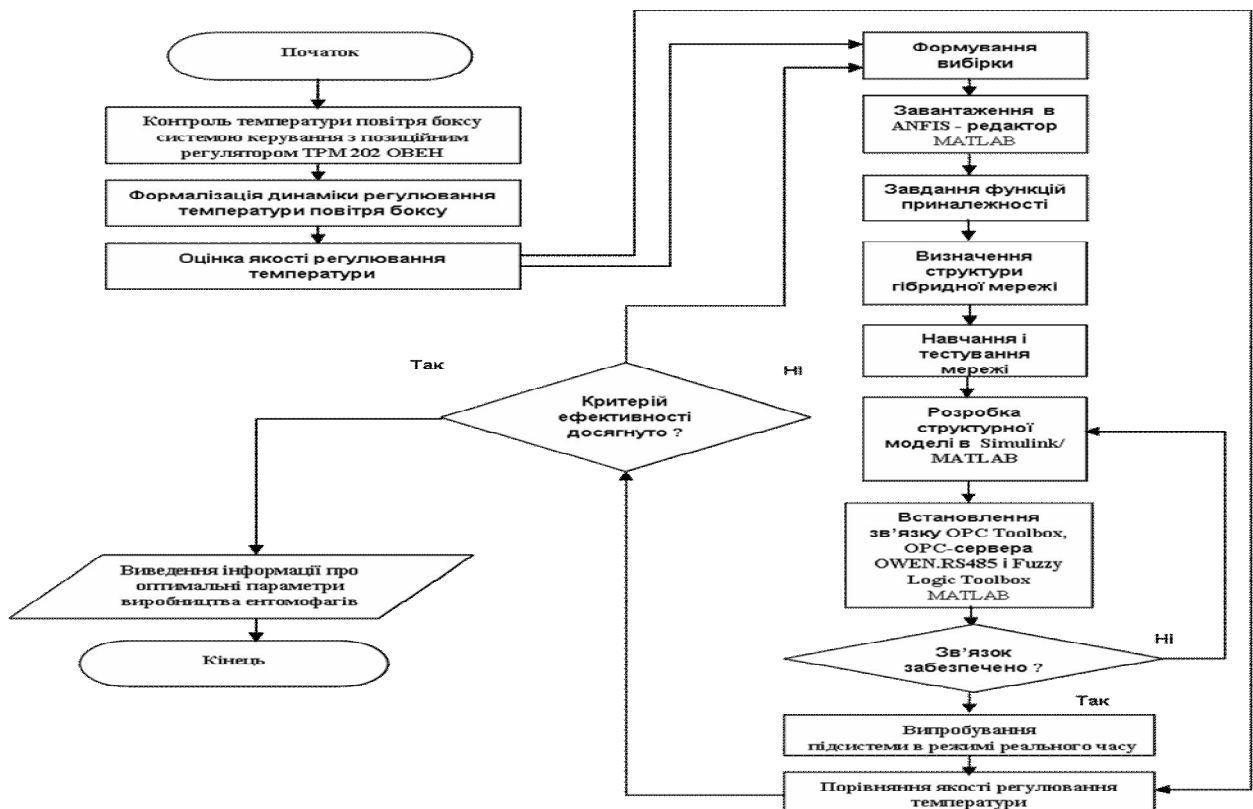 Початок
Контроль температури повітря боксу
системою керування з позиційним
регулятором ТРМ 202 ОВЕН
Формалізація динаміки регулювання
температури повітря боксу
Оцінка якості регулювання
температури
Формування
вибірки
Завантаження в
ANFIS - редактор
MATLAB
Завдання функцій
приналежності
Визначення
структури
гібридної мережі
Навчання і
тестування
мережі
Розробка
структурної
моделі в Simulink/
MATLAB
Встановлення
зв’язку OPC Toolbox,
OPC-сервера
OWEN.RS485 і Fuzzy
Logic Toolbox
MATLAB
Зв’язок
забезпечено ?
Ні
Так
Випробування
підсистеми в режимі реального часу
Порівняння якості регулювання
температури
Критерій
ефективності
досягнуто ?
Так
Ні
Виведення інформації про
оптимальні параметри
виробництва ентомофагів
Кінець